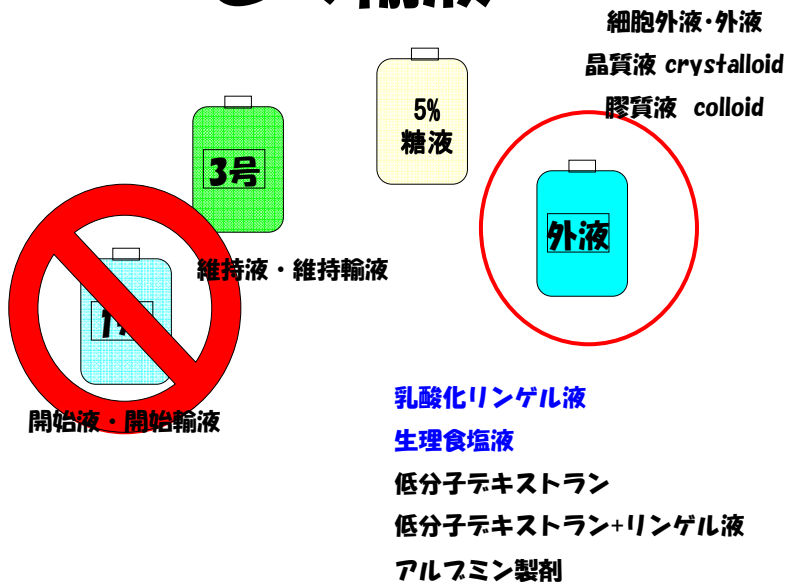 輸液
細胞外液・外液
晶質液 crystalloid
膠質液 colloid
5%
糖液
3号
外液
維持液・維持輸液
開始液・開始輸液
乳酸化リンゲル液
生理食塩液
低分子デキストラン
低分子デキストラン+リンゲル液
アルブミン製剤